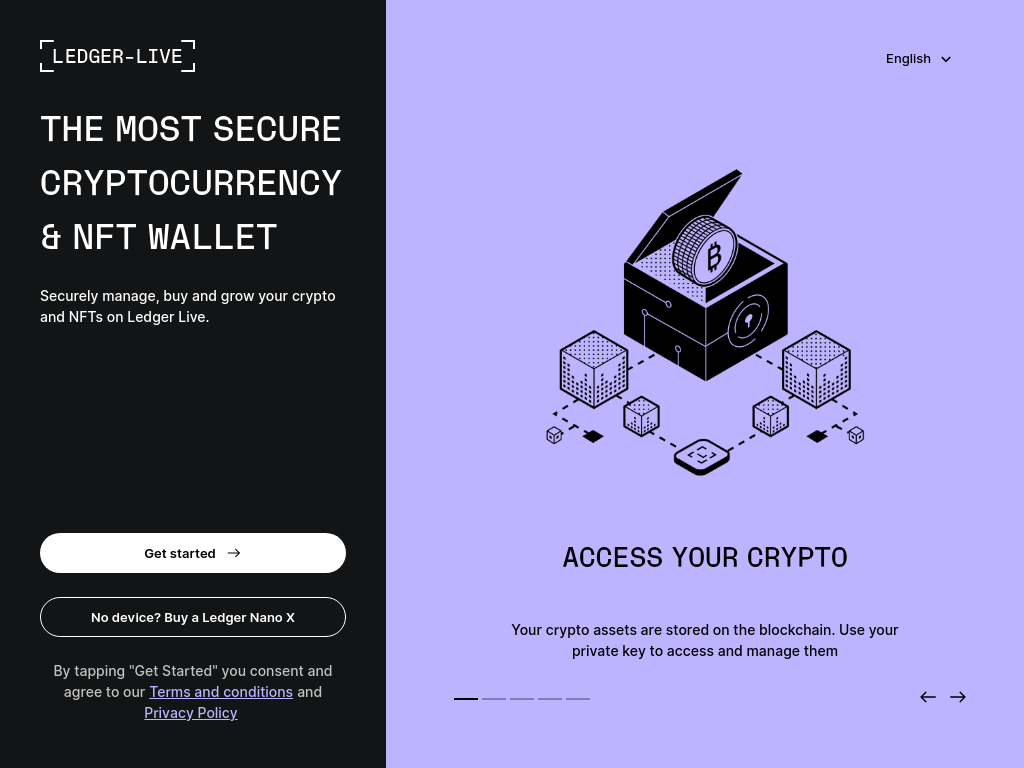 LEDGER-LIVE
THE MOST SECURE
CRYPTOCURRENCY
& NFT WALLET
Securely manage, buy and grow your crypto
and NFTs on Ledger Live.
Get started
No device? Buy a Ledger Nano X
By tapping "Get Started" you consent and
agree to our Terms and conditions and
Privacy Policy
English
ACCESS YOUR CRYPTO
Your crypto assets are stored on the blockchain. Use your
private key to access and manage them